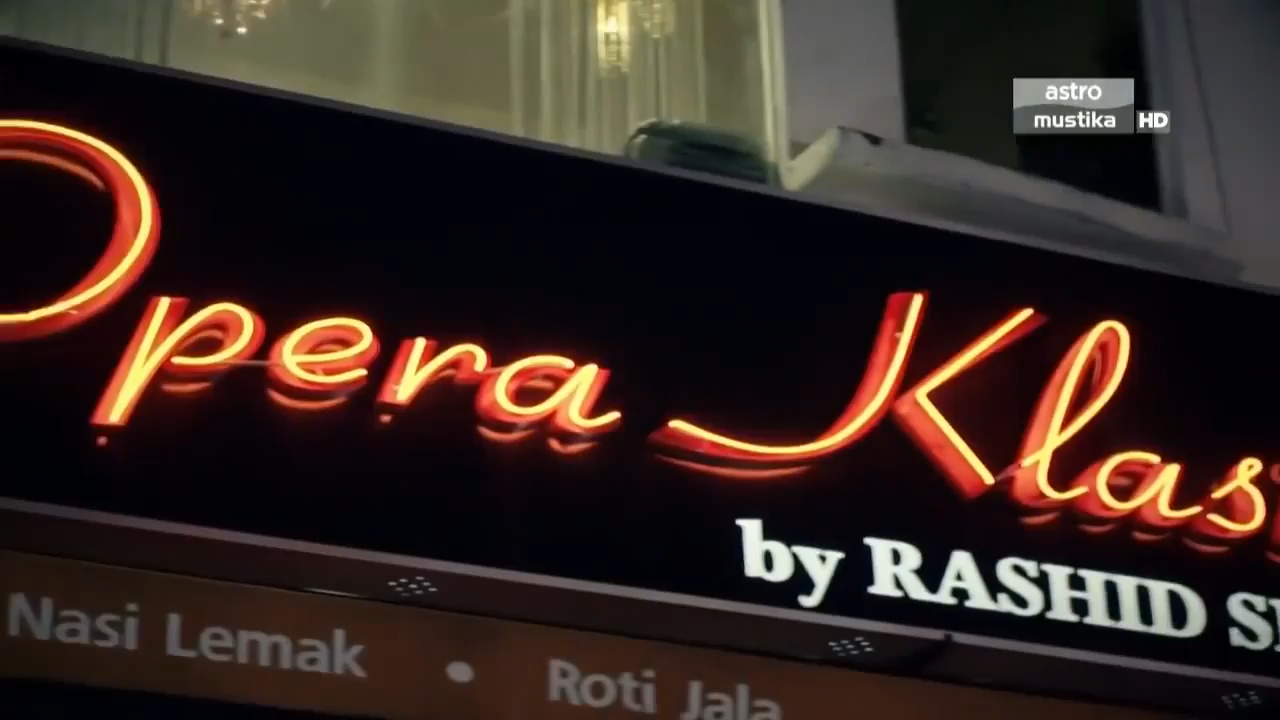 astro
mustika HD
Opera Klas
by RASHID
Nasi Lemak • Roti Jala